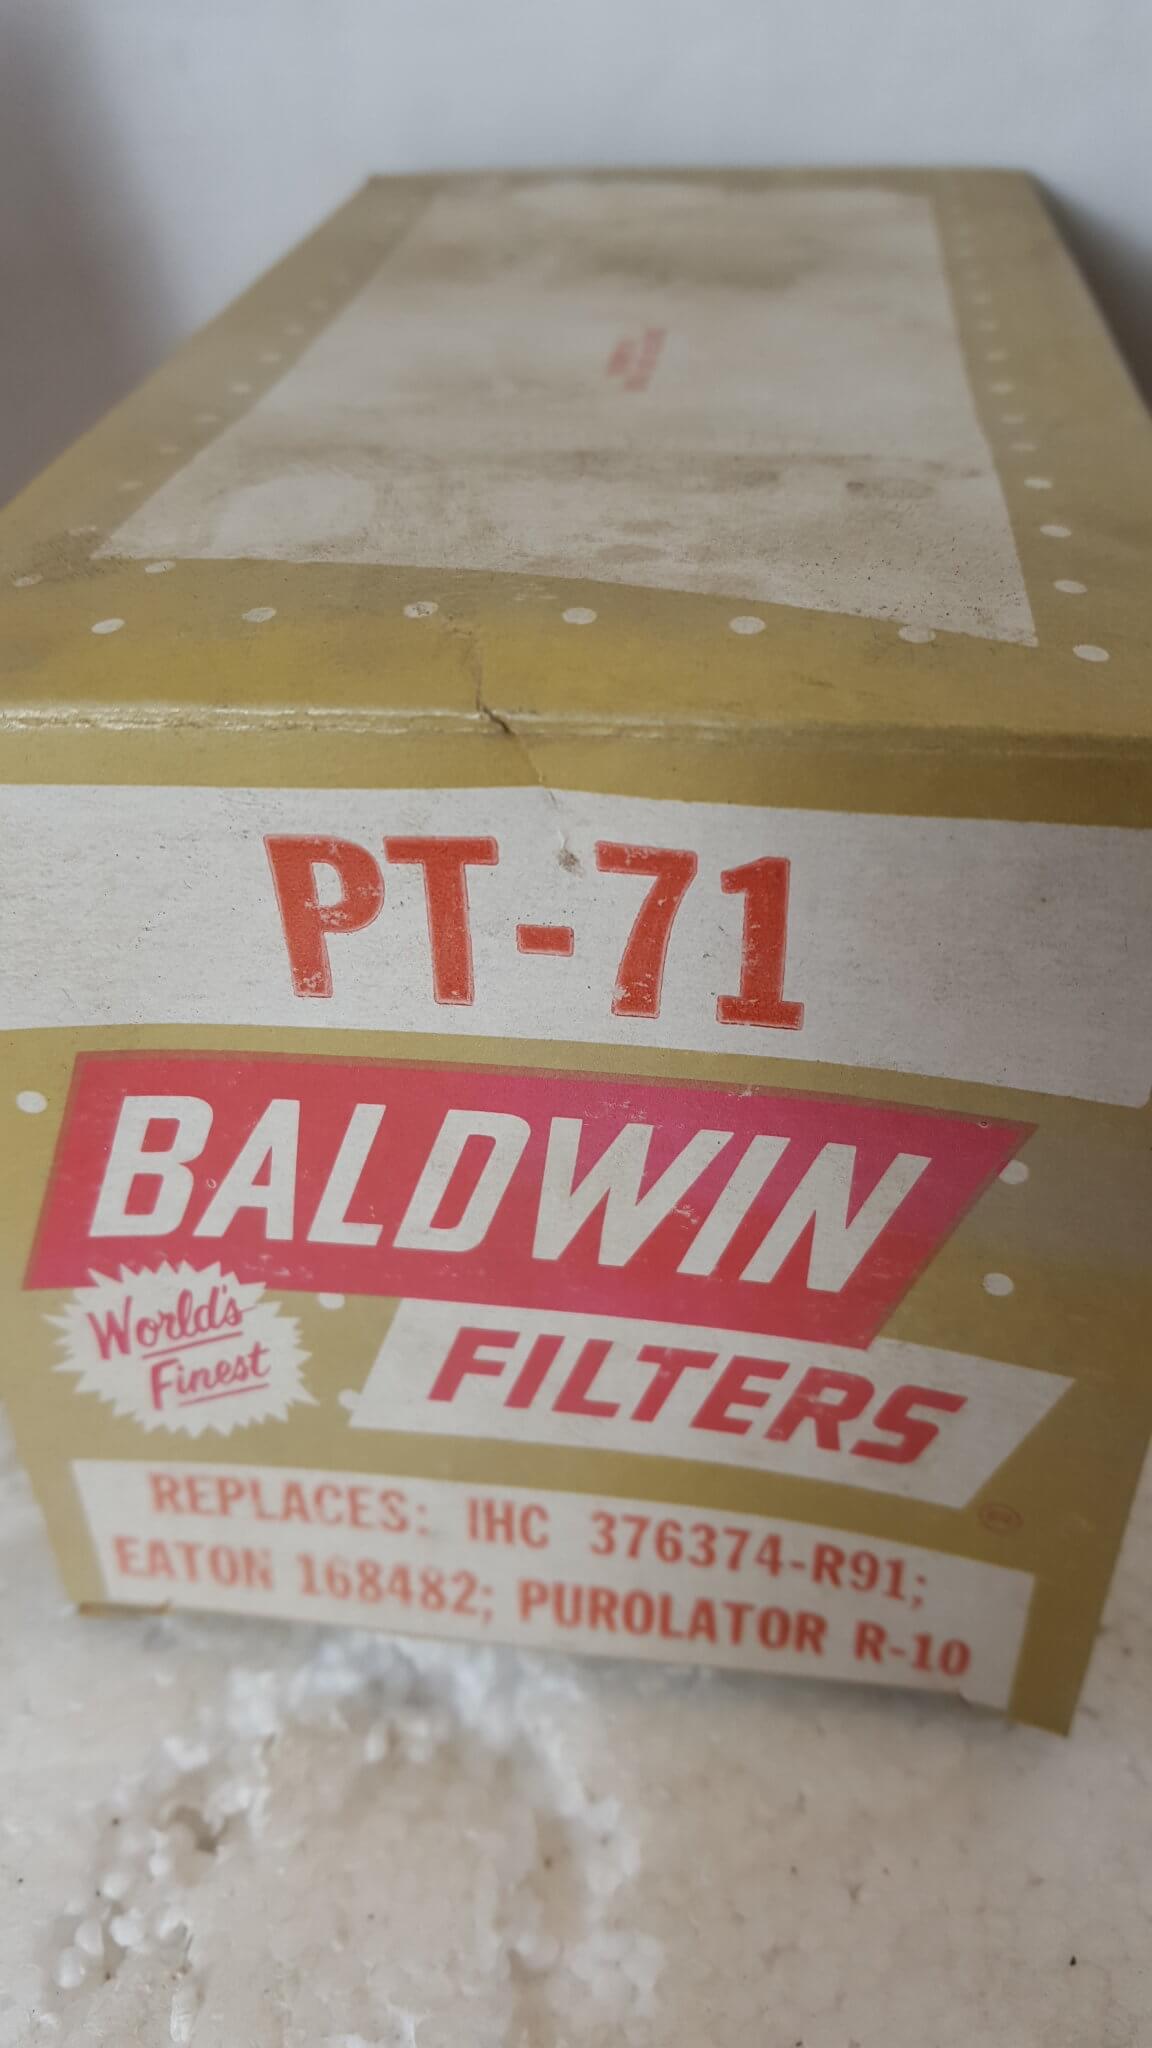 PT-71
BALDWIN
World's
Finest
FILTERS
REPLACES: IHC 376374-R91;
EATON 168482; PUROLATOR R-10